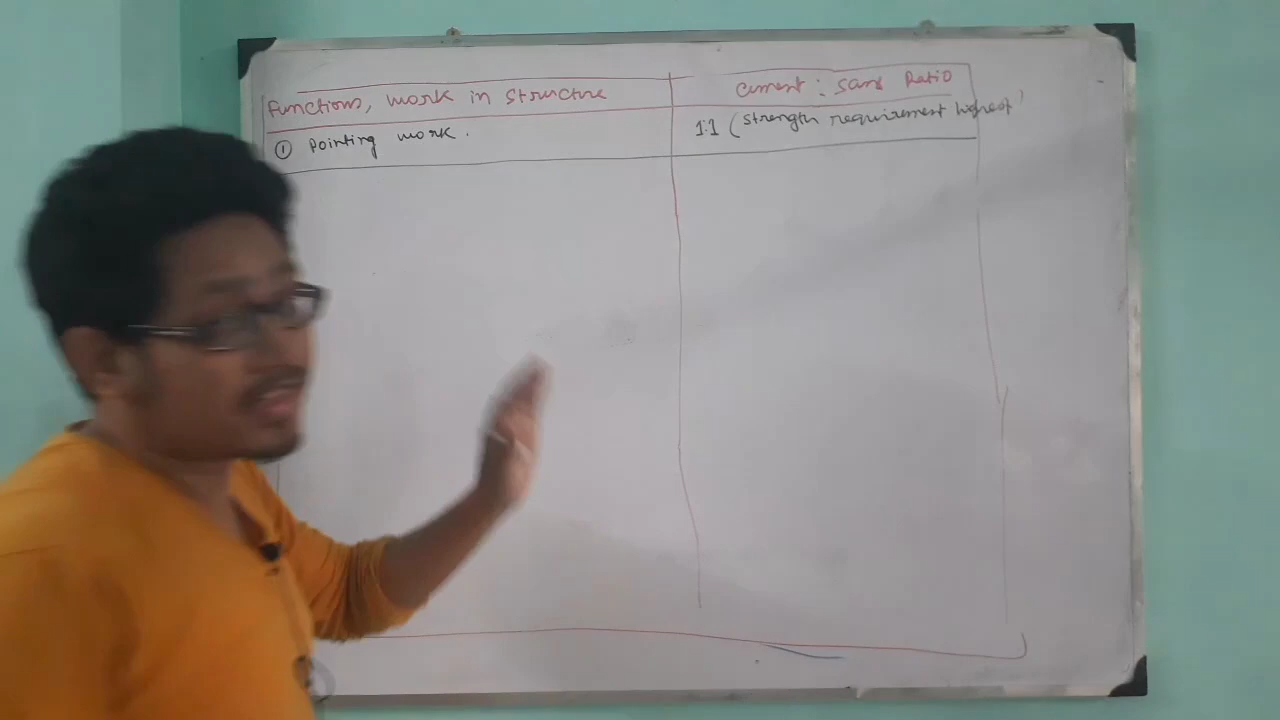 Functions, work in structure
cement : sand Ratio
① Pointing work.
1:1 (strength requirement highest)